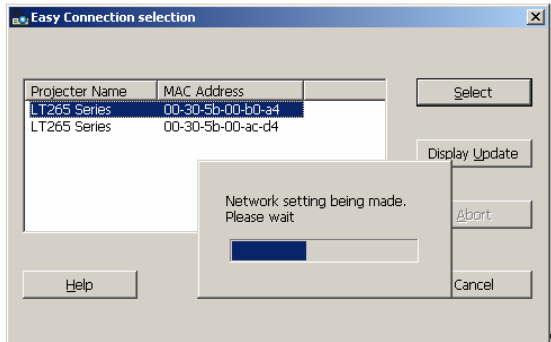 Easy Connection selection
Projecter Name MAC Address
LT265 Series 00-30-5b-00-b0-a4
LT265 Series 00-30-5b-00-ac-d4
Select
Display Update
Network setting being made.
Please wait
Abort
Help
Cancel